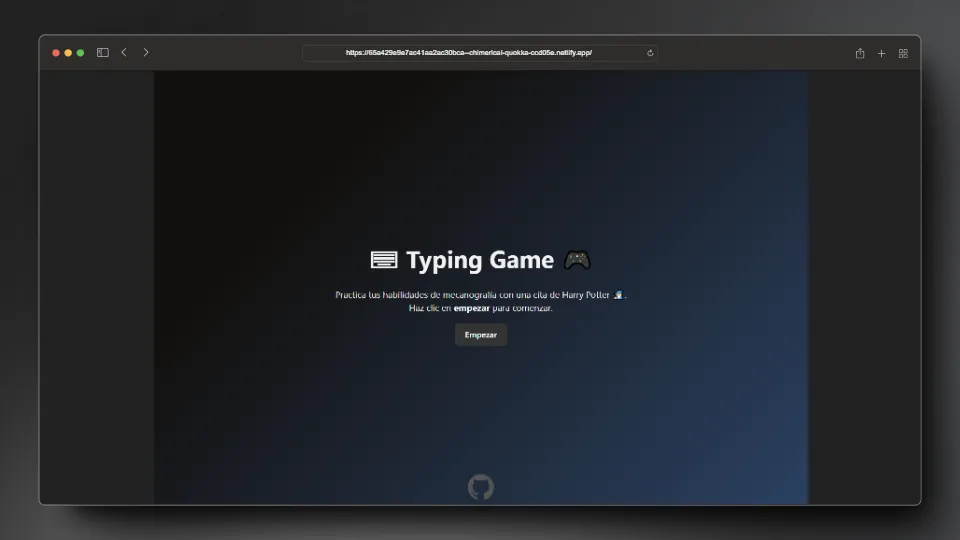 https://65a429e9e7ac41aa2ac30bca--chimerical-quokka-ccd05e.netlify.app/
Typing Game
Practica tus habilidades de mecanografía con una cita de Harry Potter.
Haz clic en empezar para comenzar.
Empezar